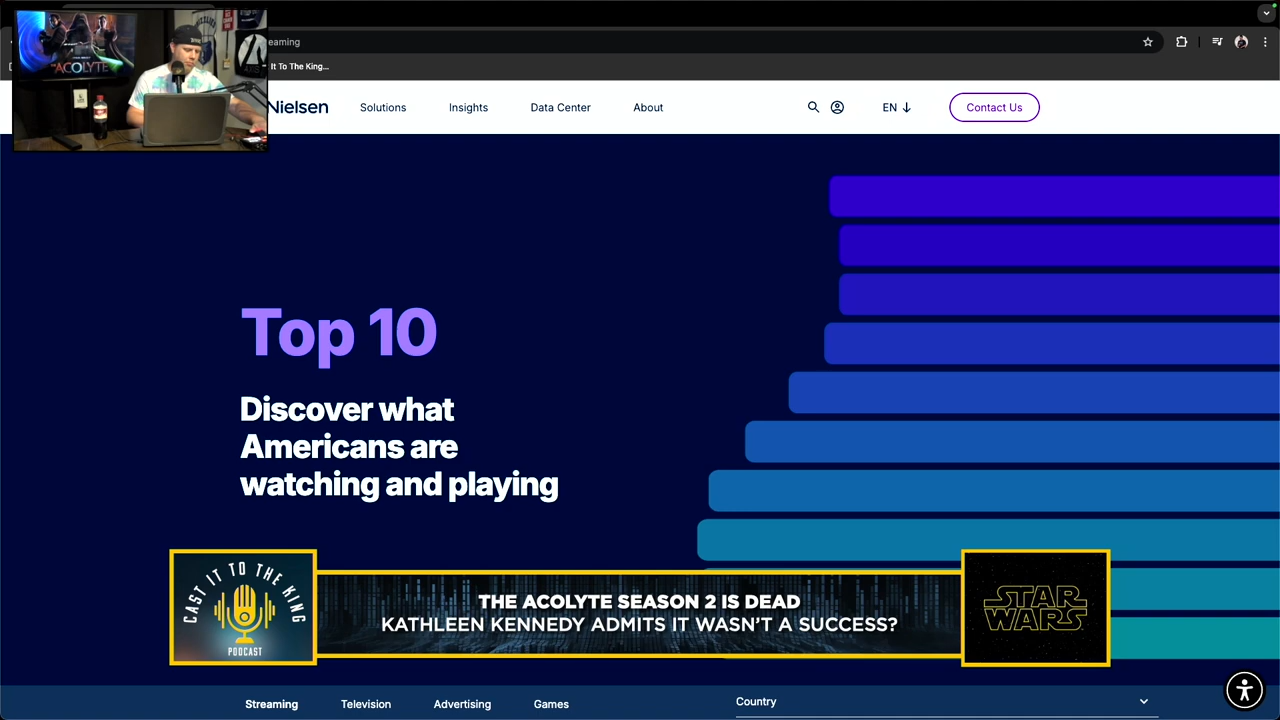 ACOLYTE
eaming
It To The King...
Nielsen
Solutions
Insights
Data Center
About
EN
Contact Us
Top 10
Discover what
Americans are
watching and playing
CAST IT TO THE KING
PODCAST
THE ACOLYTE SEASON 2 IS DEAD
KATHLEEN KENNEDY ADMITS IT WASN'T A SUCCESS?
STAR
WARS
Streaming
Television
Advertising
Games
Country